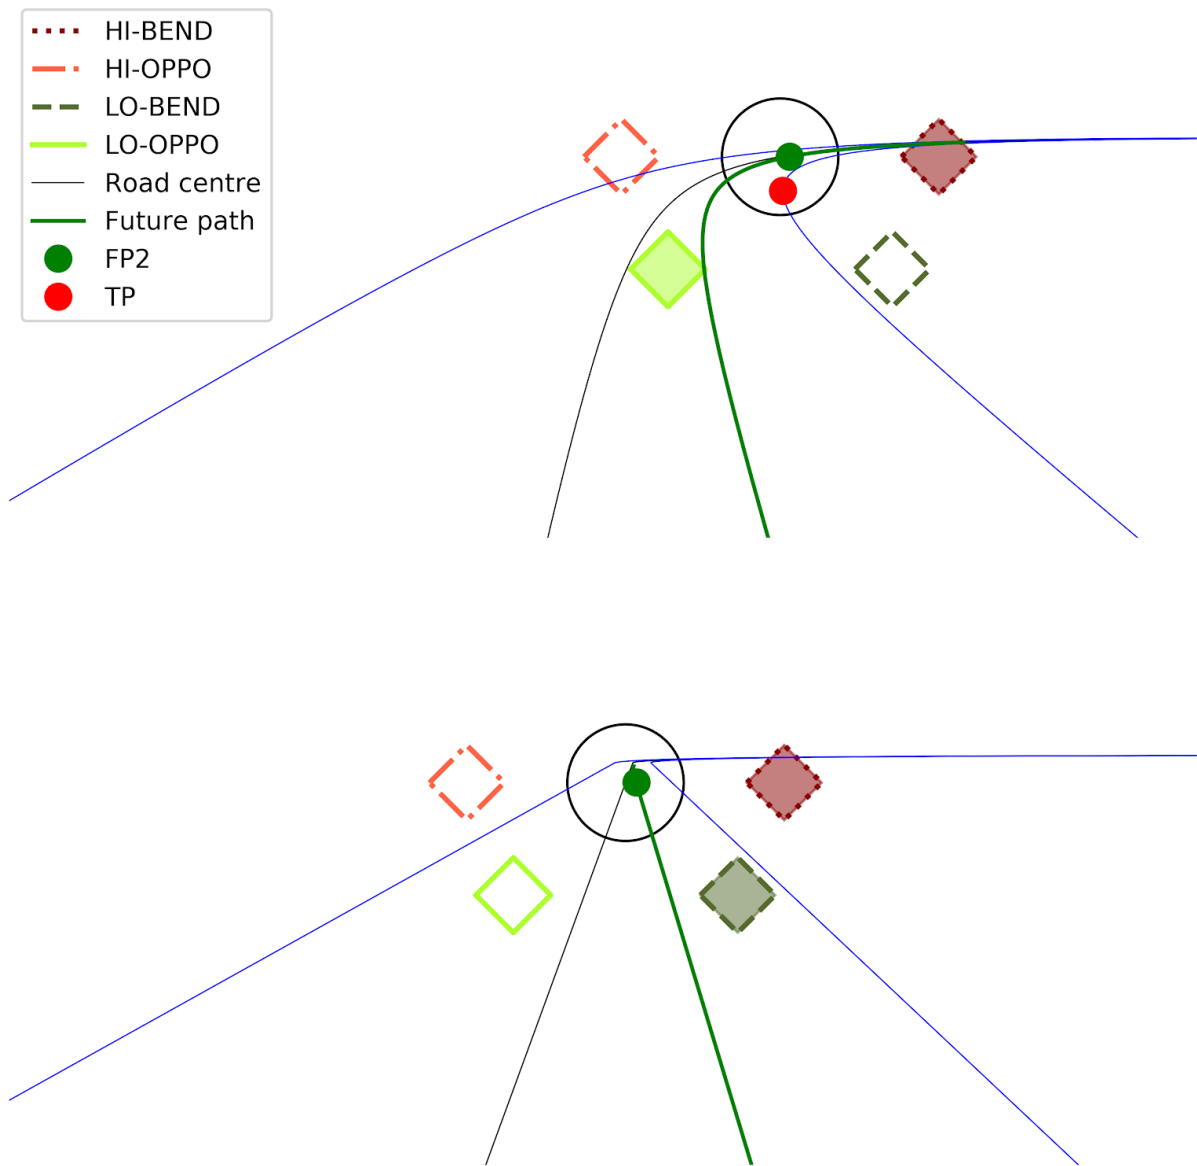 HI-BEND
HI-OPPO
LO-BEND
LO-OPPO
Road centre
Future path
FP2
TP